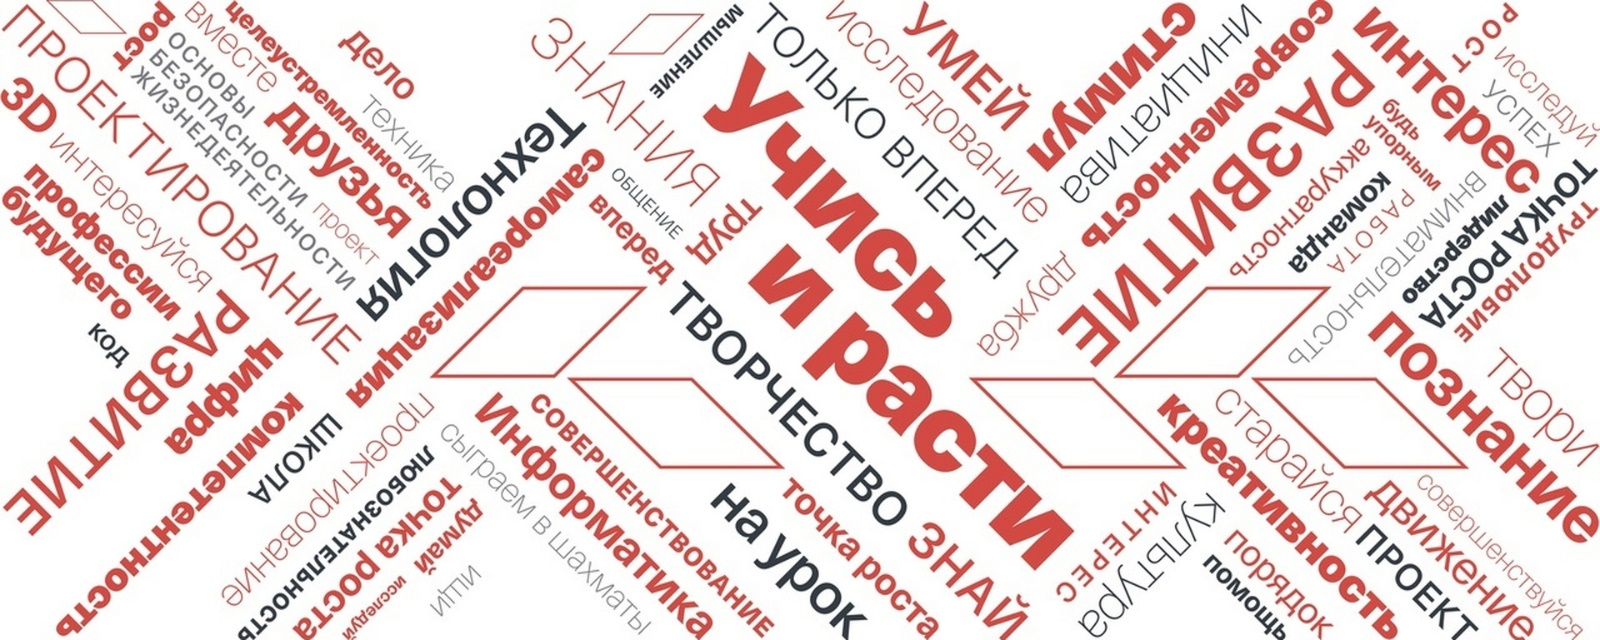 рост
вместе
целеустремленность
дело
техника
ОСНОВЫ
БЕЗОПАСНОСТИ
ЖИЗНЕДЕЯТЕЛЬНОСТИ
друзья
проект
ПРОЕКТИРОВАНИЕ
3D
интересуйся
профессии
будущего
код
РАЗВИТИЕ
цифра
компетентность
Технология
самореализация
ШКОЛА
проектирование
ЛЮБОЗНАТЕЛЬНОСТЬ
точка роста
думай
исследуй
ищи
сыграем в шахматы
Информатика
СОВЕРШЕНСТВОВАНИЕ
ЗНАНИЯ
мышление
общение
вперед
труд
Учись
и расти
ТОЛЬКО ВПЕРЕД
исследование
УМЕЙ
дружба
ТВОРЧЕСТВО
ЗНАЙ
на урок
точка роста
стимул
инициатива
современность
РАЗВИТИЕ
аккуратность
будь
упорным
команда
РАБОТА
внимательность
лидерство
Интерес
РОСТ
исследуй
УСПЕХ
ТОЧКА РОСТА
ТРУДОЛЮБИЕ
познание
ТВОРИ
ИНТЕРЕС
культура
креативность
старайся
порядок
помощь
ПРОЕКТ
движение
совершенствуйся